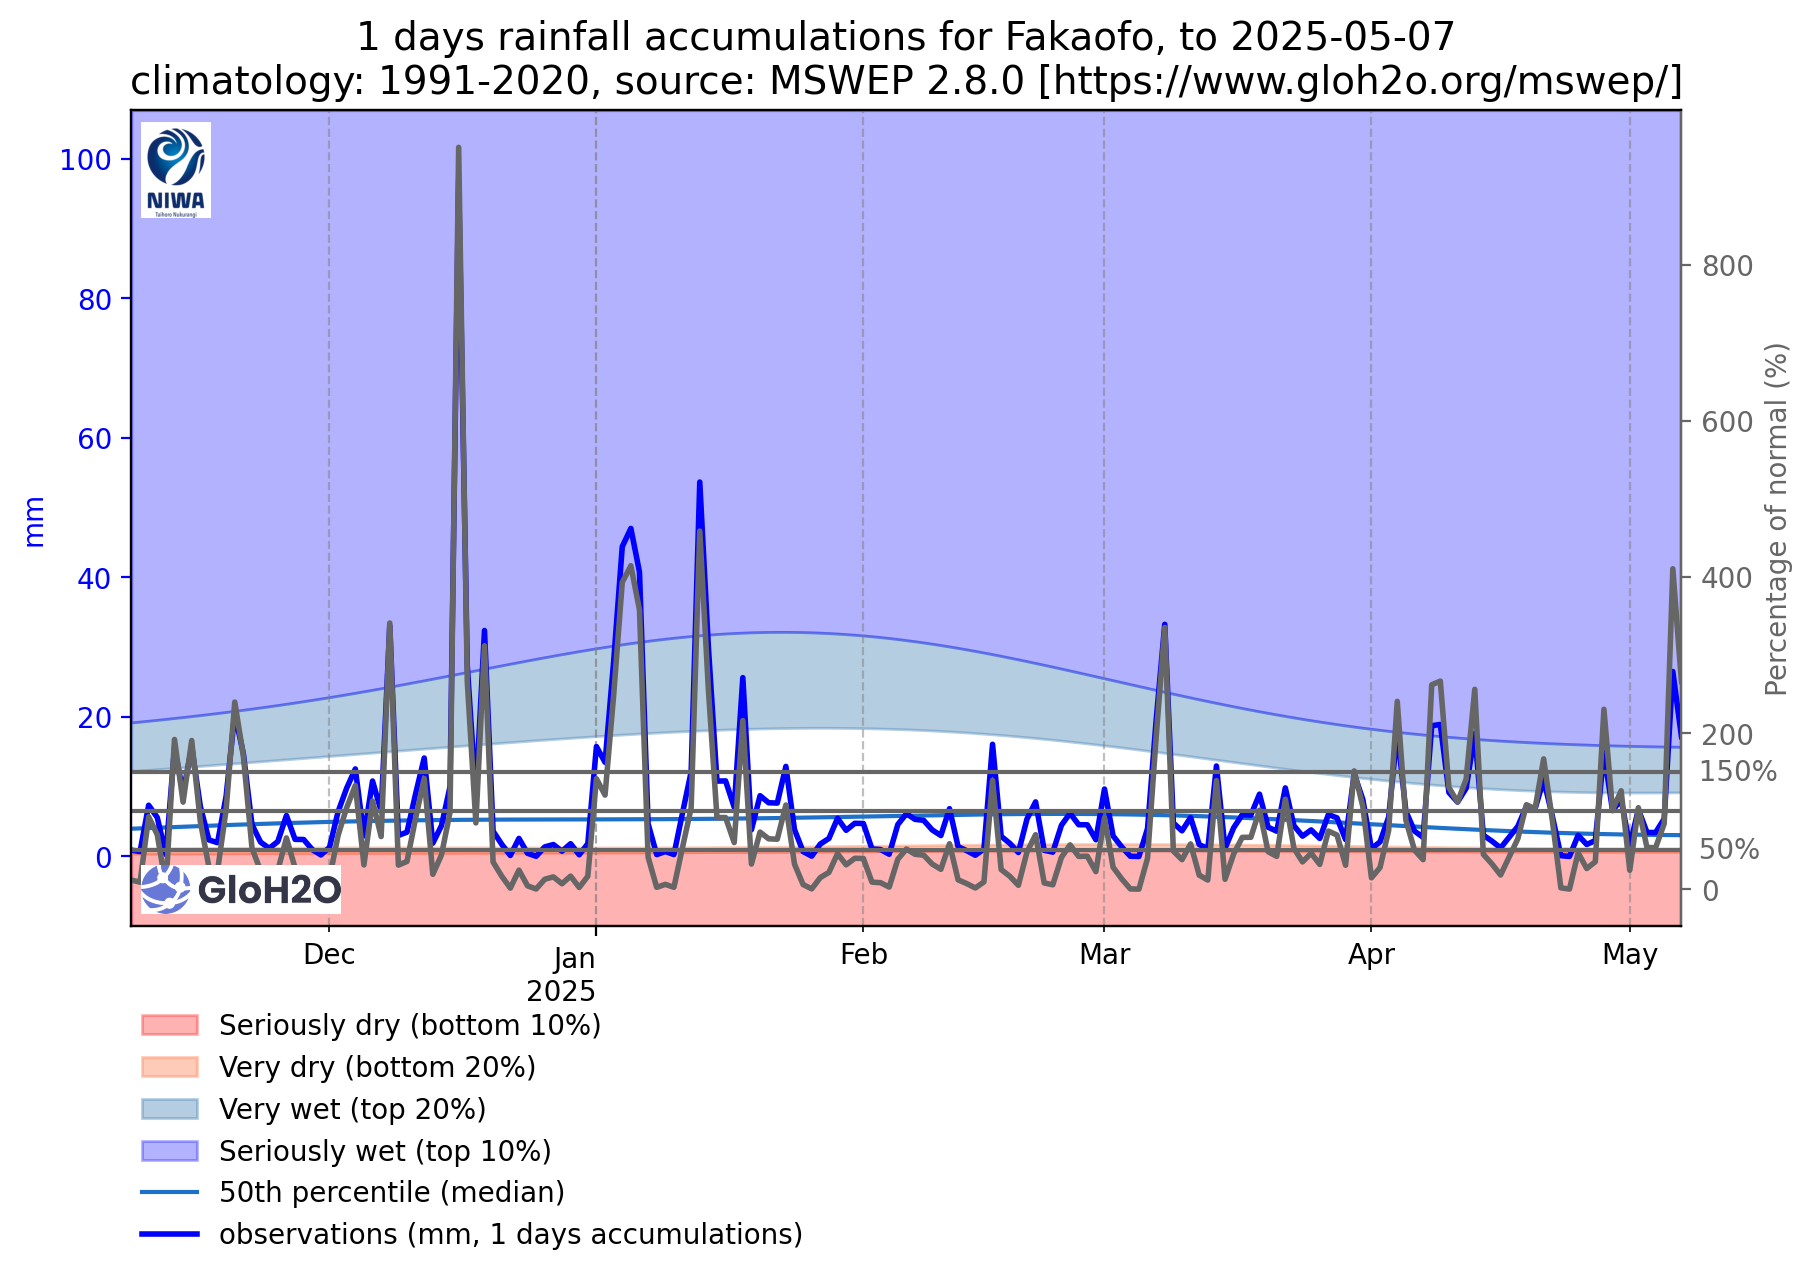 1 days rainfall accumulations for Fakaofo, to 2025-05-07
climatology: 1991-2020, source: MSWEP 2.8.0 [https://www.gloh2o.org/mswep/]
NIWA
Taihoro Nukurangi
100
80
60
40
20
0
mm
800
600
400
200
150%
50%
0
Percentage of normal (%)
GloH2O
Dec
Jan
2025
Feb
Mar
Apr
May
Seriously dry (bottom 10%)
Very dry (bottom 20%)
Very wet (top 20%)
Seriously wet (top 10%)
50th percentile (median)
observations (mm, 1 days accumulations)